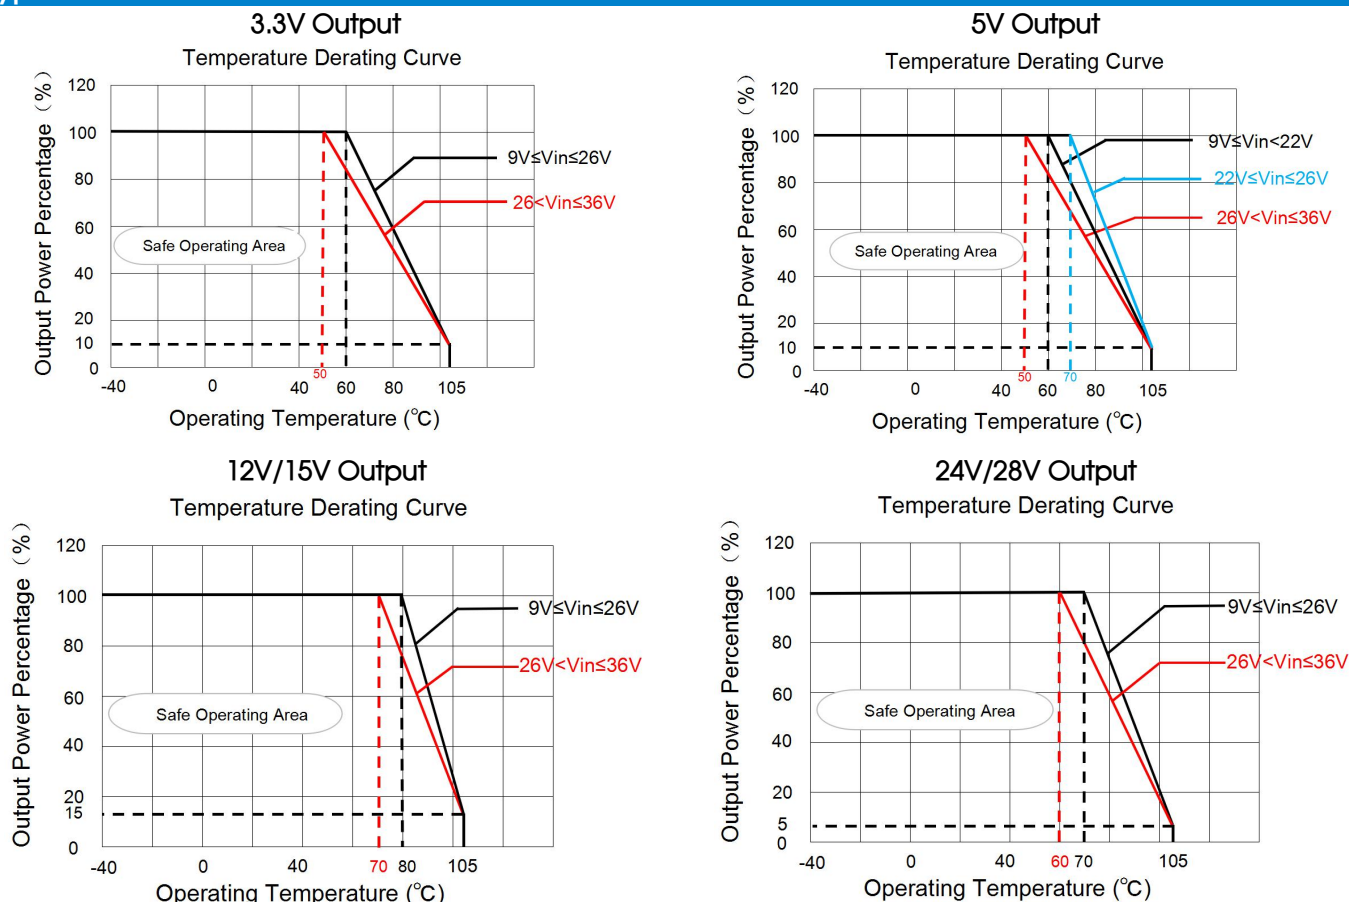 3.3V Output
Temperature Derating Curve
Output Power Percentage (%)
120
100
80
60
40
20
10
0
9V≤Vin≤26V
26<Vin≤36V
Safe Operating Area
-40 0 40 50 60 80 105
Operating Temperature (℃)
5V Output
Temperature Derating Curve
Output Power Percentage (%)
120
100
80
60
40
20
10
0
9V≤Vin<22V
22V≤Vin≤26V
26V<Vin≤36V
Safe Operating Area
-40 0 40 50 60 70 80 105
Operating Temperature (℃)
12V/15V Output
Temperature Derating Curve
Output Power Percentage (%)
120
100
80
60
40
20
15
0
9V≤Vin≤26V
26V<Vin≤36V
Safe Operating Area
-40 0 40 70 80 105
Operating Temperature (℃)
24V/28V Output
Temperature Derating Curve
Output Power Percentage (%)
120
100
80
60
40
20
5
0
9V≤Vin≤26V
26V<Vin≤36V
Safe Operating Area
-40 0 40 60 70 105
Operating Temperature (℃)